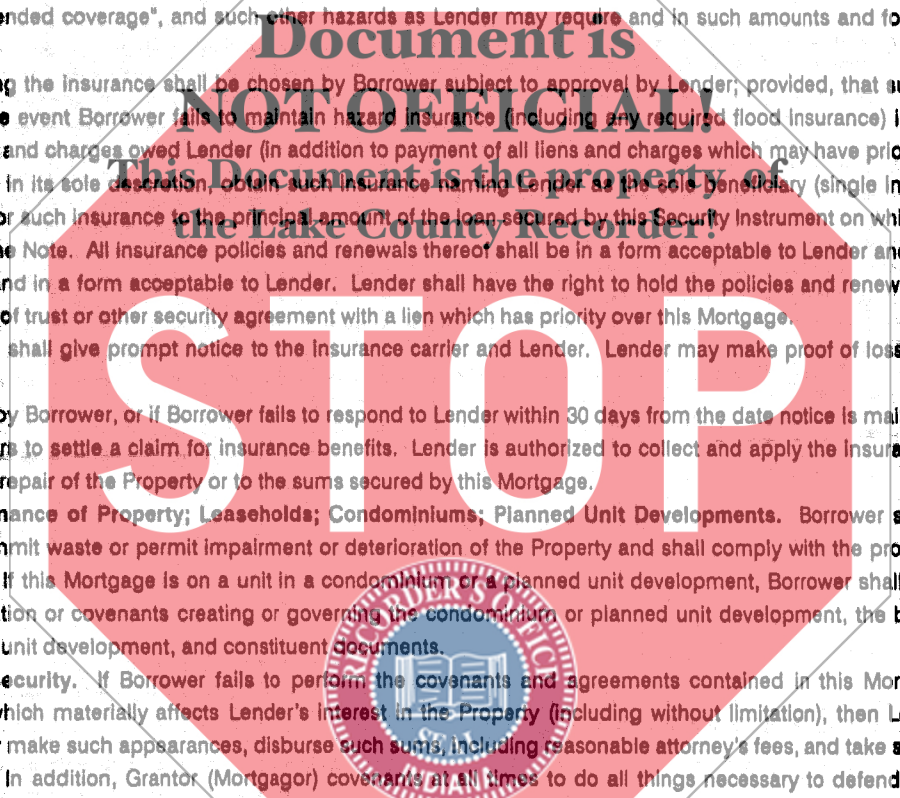 nded coverage", and such other hazards as Lender may require and in such amounts and fo
Document is
g the insurance shall be chosen by Borrower subject to approval by Lender; provided, that su
NOT OFFICIAL!
e event Borrower fails to maintain hazard insurance (including any required flood insurance) i
and charges owed Lender (in addition to payment of all liens and charges which may have prio
This Document is the property of
in its sole descretion, obtain such insurance naming Lender as the sole beneficiary (single in
the Lake County Recorder!
or such insurance to the principal amount of the loan secured by this Security Instrument on whi
e Note. All insurance policies and renewals thereof shall be in a form acceptable to Lender and
nd in a form acceptable to Lender. Lender shall have the right to hold the policies and renew
of trust or other security agreement with a lien which has priority over this Mortgage.
shall give prompt notice to the insurance carrier and Lender. Lender may make proof of loss
STOP
by Borrower, or if Borrower fails to respond to Lender within 30 days from the date notice is mai
rs to settle a claim for insurance benefits, Lender is authorized to collect and apply the insura
repair of the Property or to the sums secured by this Mortgage.
nance of Property; Leaseholds; Condominiums; Planned Unit Developments. Borrower s
mmit waste or permit impairment or deterioration of the Property and shall comply with the pro
If this Mortgage is on a unit in a condominium or a planned unit development, Borrower shall
tion or covenants creating or governing the condominium or planned unit development, the b
unit development, and constituent documents.
ecurity. If Borrower fails to perform the covenants and agreements contained in this Mor
hich materially affects Lender's interest in the Property (including without limitation), then L
make such appearances, disburse such sums, including reasonable attorney's fees, and take s
In addition, Grantor (Mortgagor) covenants at all times to do all things necessary to defend
RECORDER'S OFFICE
SEAL
INDIANA